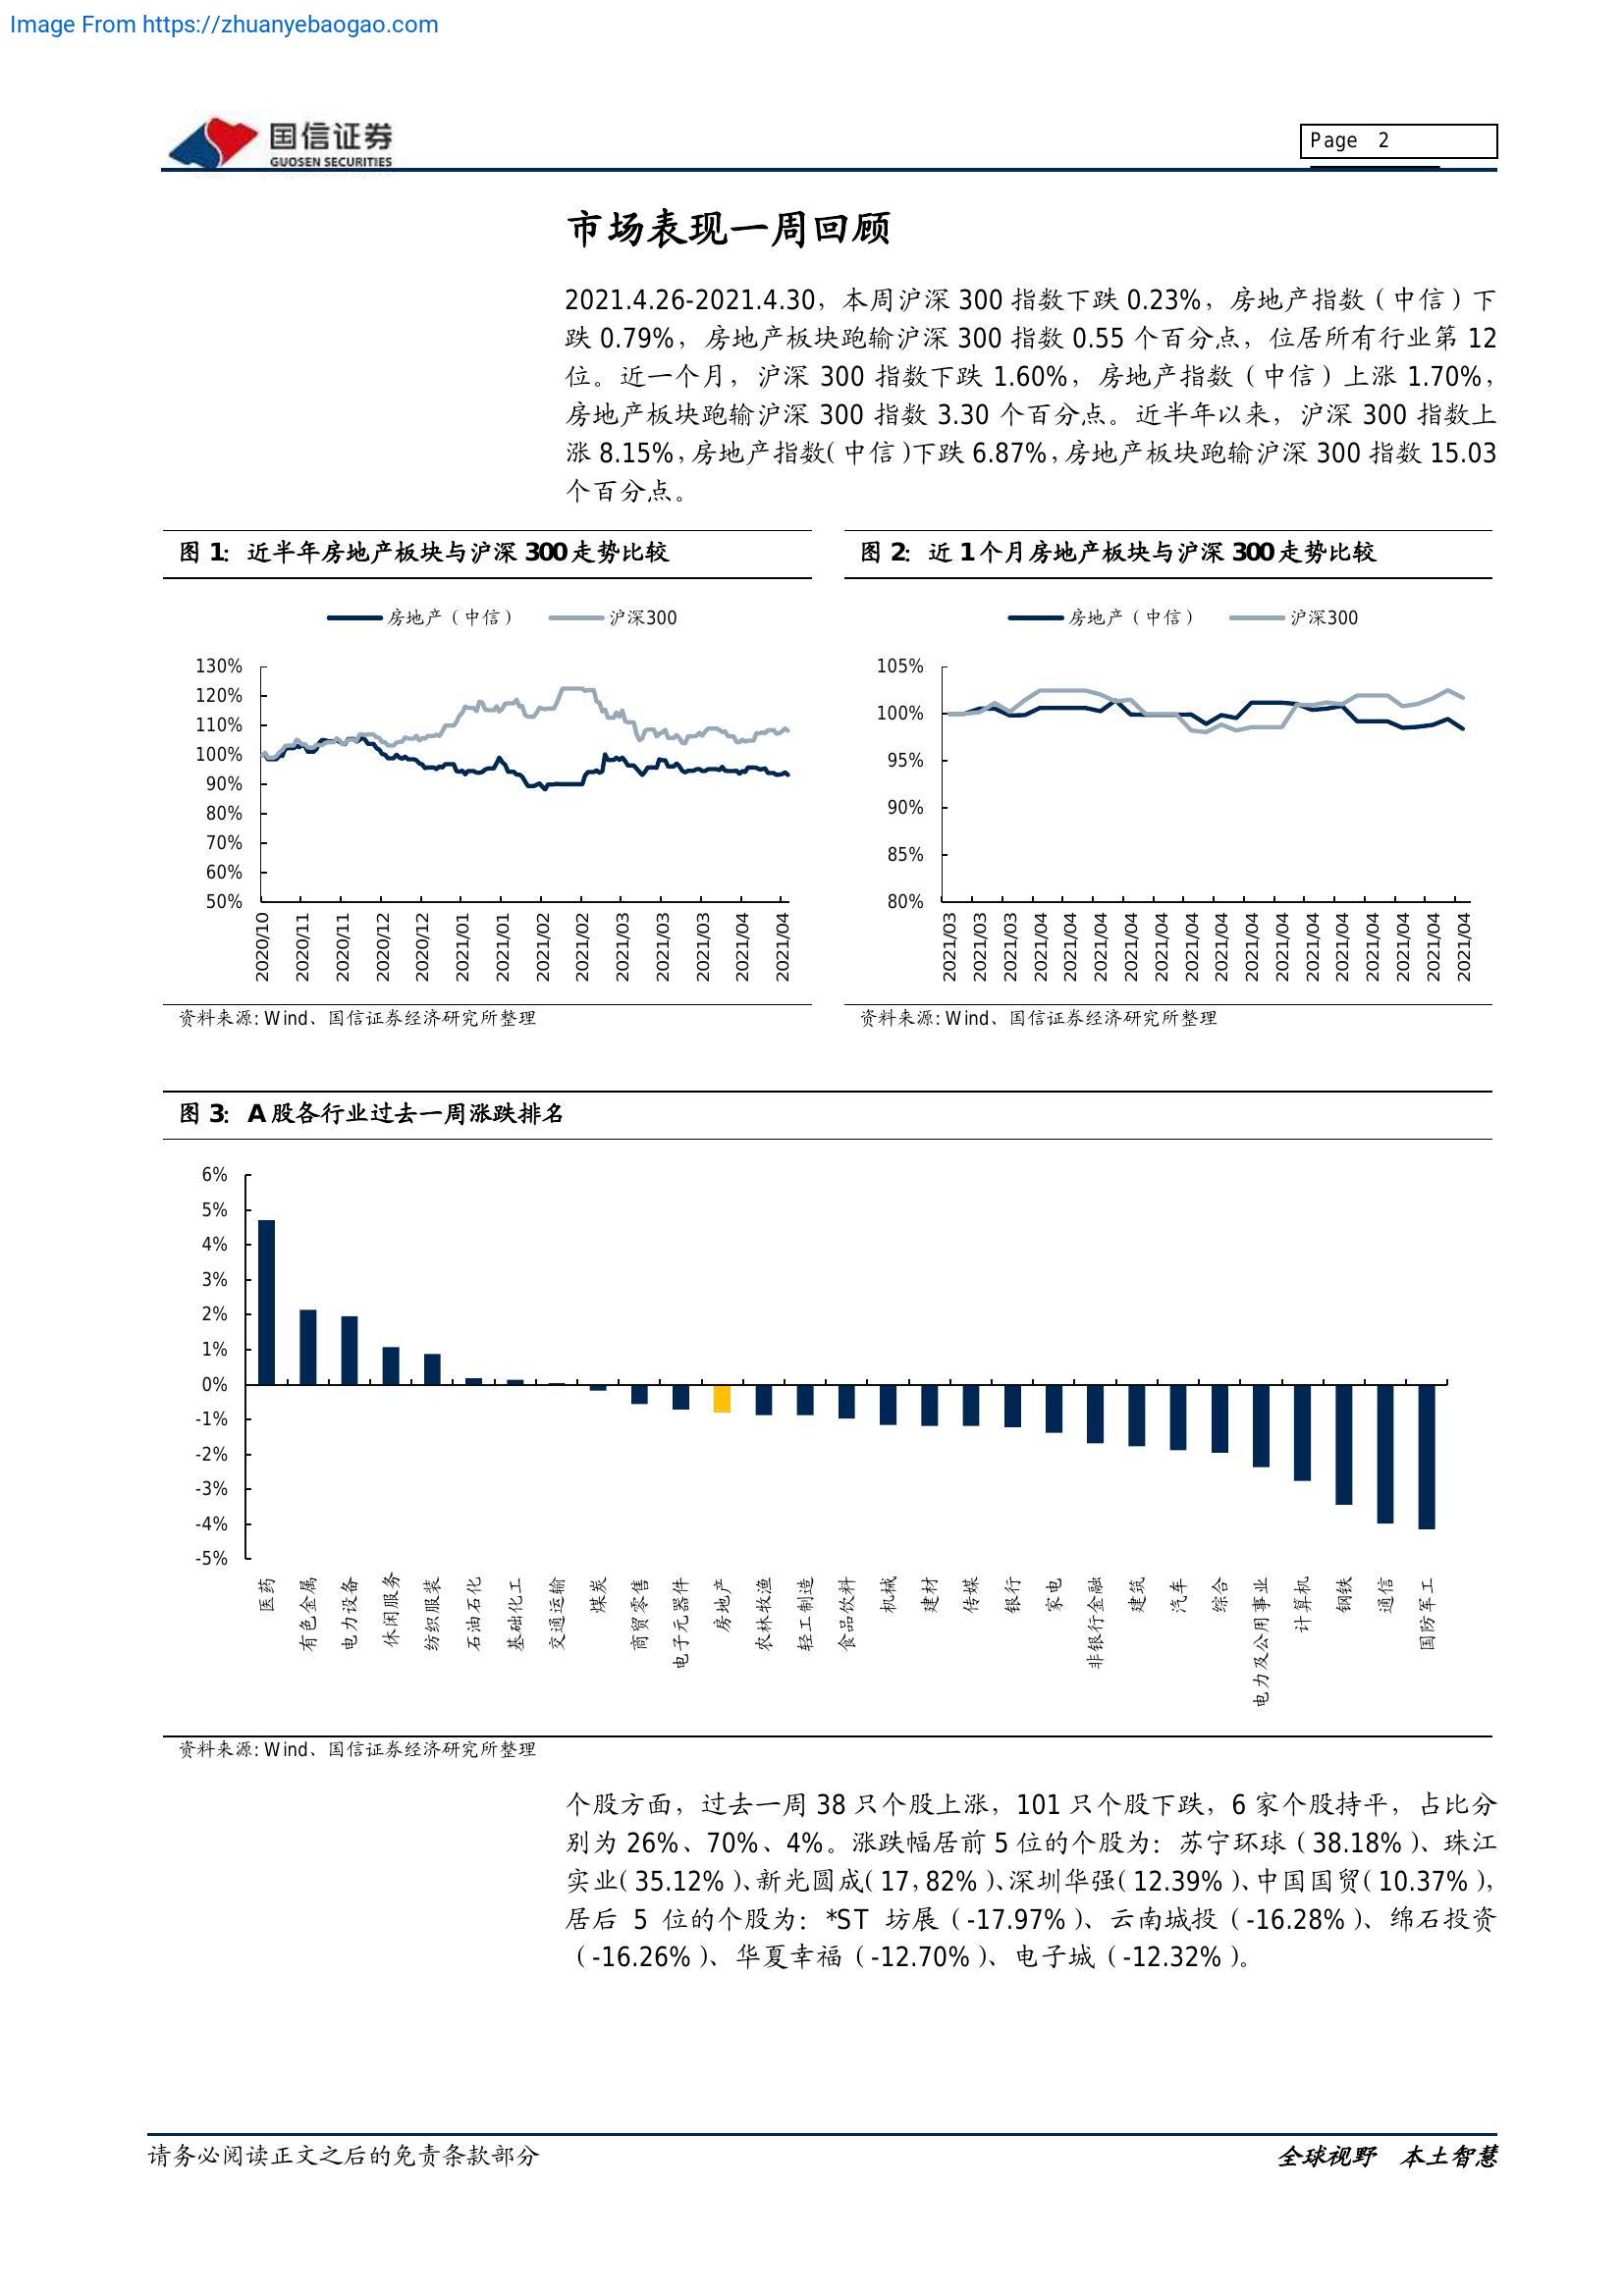 Image From https://zhuanyebaogao.com
国信证券
GUOSEN SECURITIES
Page 2
市场表现一周回顾
2021.4.26-2021.4.30，本周沪深 300 指数下跌 0.23%，房地产指数（中信）下
跌 0.79%，房地产板块跑输沪深 300 指数 0.55 个百分点，位居所有行业第 12
位。近一个月，沪深 300 指数下跌 1.60%，房地产指数（中信）上涨 1.70%，
房地产板块跑输沪深 300 指数 3.30 个百分点。近半年以来，沪深 300 指数上
涨 8.15%，房地产指数（中信）下跌 6.87%，房地产板块跑输沪深 300 指数 15.03
个百分点。
图 1：近半年房地产板块与沪深 300 走势比较
房地产（中信） 沪深300
130%
120%
110%
100%
90%
80%
70%
60%
50%
2020/10 2020/11 2020/11 2020/12 2020/12 2021/01 2021/01 2021/02 2021/02 2021/03 2021/03 2021/03 2021/04 2021/04
资料来源：Wind、国信证券经济研究所整理
图 2：近 1 个月房地产板块与沪深 300 走势比较
房地产（中信） 沪深300
105%
100%
95%
90%
85%
80%
2021/03 2021/03 2021/03 2021/04 2021/04 2021/04 2021/04 2021/04 2021/04 2021/04 2021/04 2021/04 2021/04 2021/04 2021/04 2021/04 2021/04 2021/04
资料来源：Wind、国信证券经济研究所整理
图 3：A 股各行业过去一周涨跌排名
6%
5%
4%
3%
2%
1%
0%
-1%
-2%
-3%
-4%
-5%
医药 有色金属 电力设备 休闲服务 纺织服装 石油石化 基础化工 交通运输 煤炭 商贸零售 电子元器件 房地产 农林牧渔 轻工制造 食品饮料 机械 建材 传媒 银行 家电 非银行金融 建筑 汽车 综合 电力及公用事业 计算机 钢铁 通信 国防军工
资料来源：Wind、国信证券经济研究所整理
个股方面，过去一周 38 只个股上涨，101 只个股下跌，6 家个股持平，占比分
别为 26%、70%、4%。涨跌幅居前 5 位的个股为：苏宁环球（38.18%）、珠江
实业（35.12%）、新光圆成（17，82%）、深圳华强（12.39%）、中国国贸（10.37%），
居后 5 位的个股为：*ST 坊展（-17.97%）、云南城投（-16.28%）、绵石投资
（-16.26%）、华夏幸福（-12.70%）、电子城（-12.32%）。
请务必阅读正文之后的免责条款部分
全球视野 本土智慧